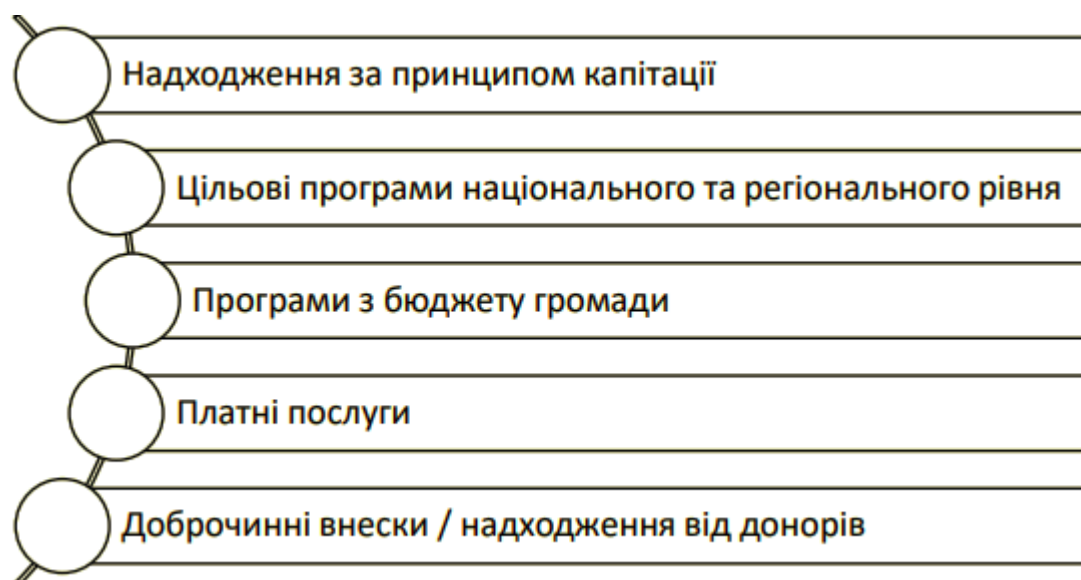 Надходження за принципом капітації
Цільові програми національного та регіонального рівня
Програми з бюджету громади
Платні послуги
Доброчинні внески / надходження від донорів